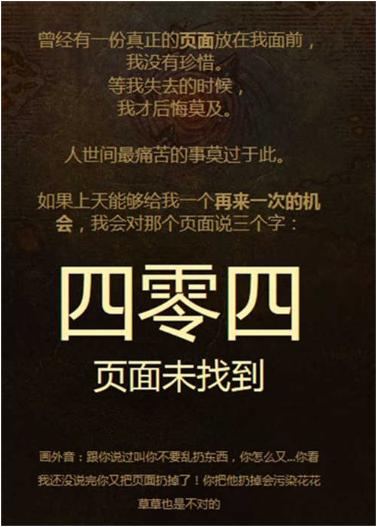 曾经有一份真正的页面放在我面前，
我没有珍惜。
等我失去的时候，
我才后悔莫及。
人世间最痛苦的事莫过于此。
如果上天能够给我一个再来一次的机
会，我会对那个页面说三个字：
四零四
页面未找到
画外音：跟你说过叫你不要乱扔东西，你怎么又...你看
我还没说完你又把页面扔掉了！你把他扔掉会污染花花
草草也是不对的